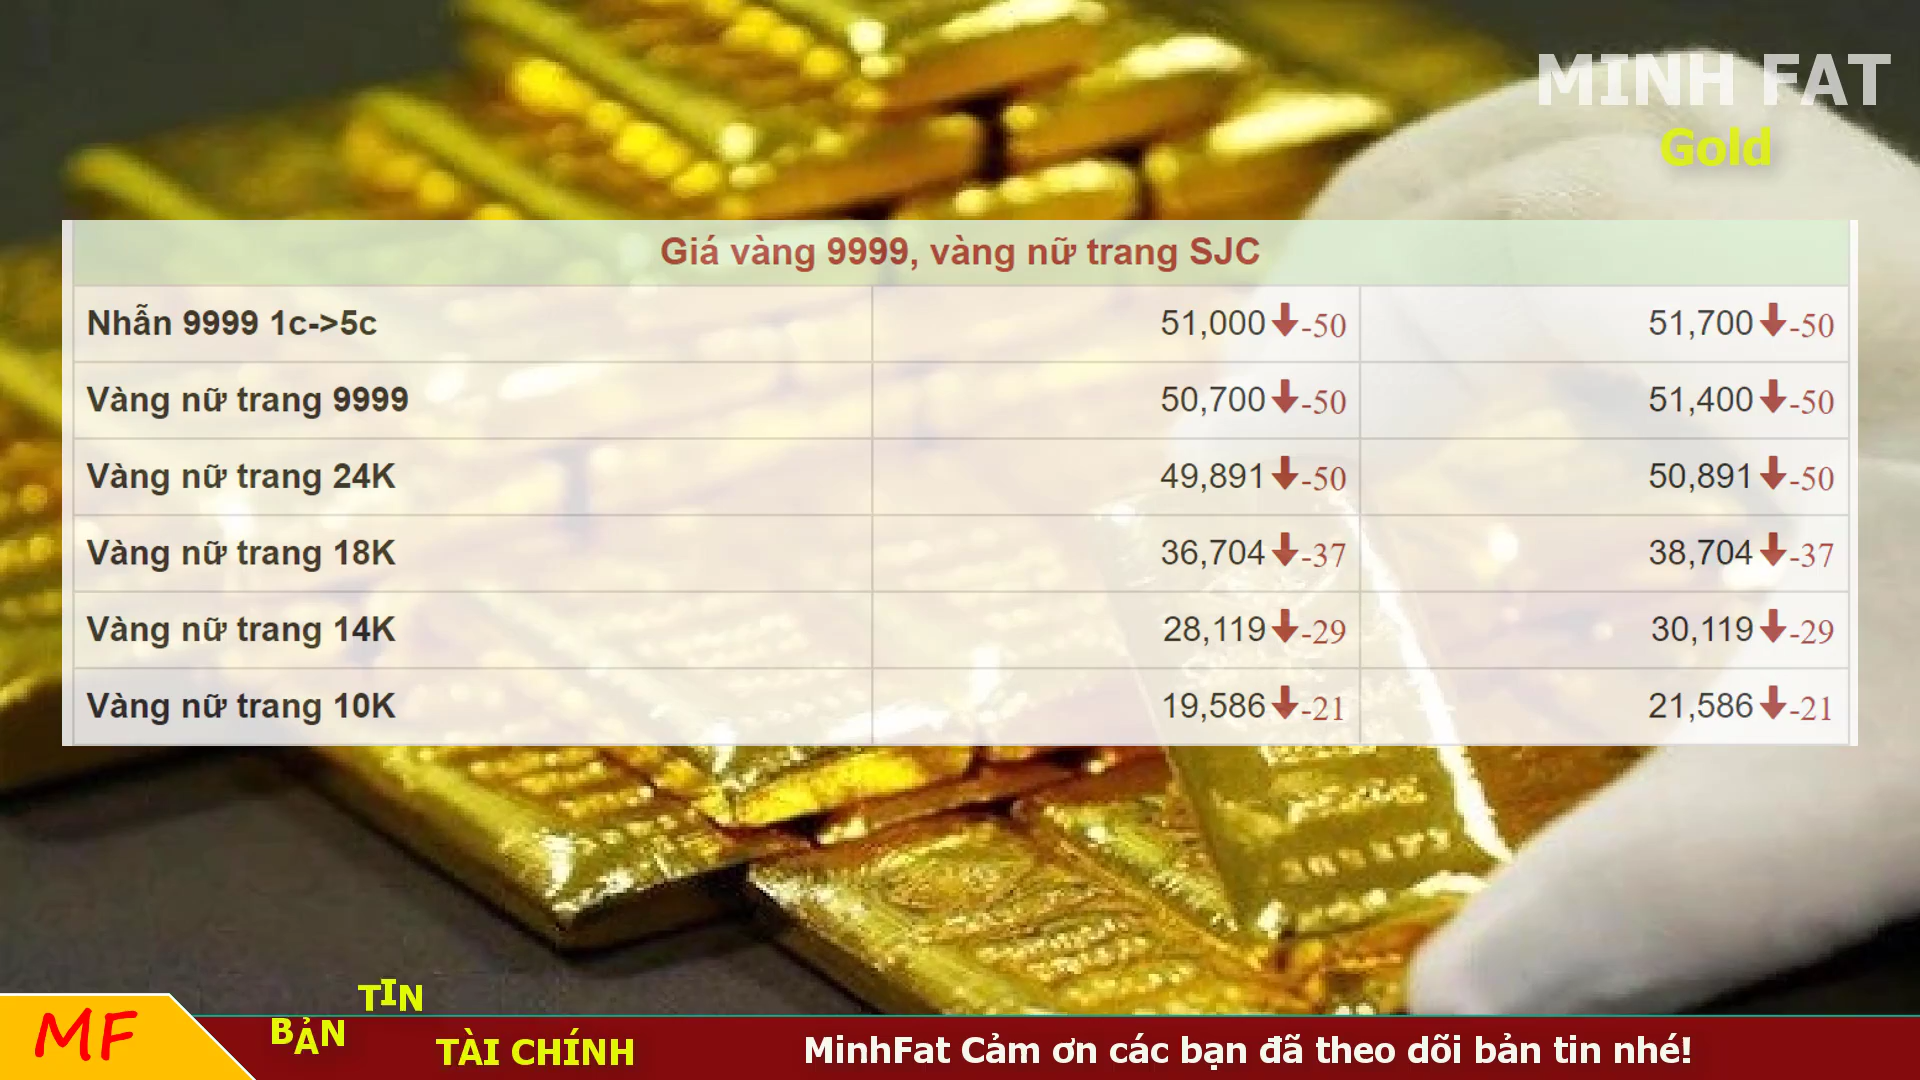 MINH FAT
Gold
Giá vàng 9999, vàng nữ trang SJC
Nhẫn 9999 1c->5c 51,000 -50 51,700 -50
Vàng nữ trang 9999 50,700 -50 51,400 -50
Vàng nữ trang 24K 49,891 -50 50,891 -50
Vàng nữ trang 18K 36,704 -37 38,704 -37
Vàng nữ trang 14K 28,119 -29 30,119 -29
Vàng nữ trang 10K 19,586 -21 21,586 -21
MF
BẢN TIN TÀI CHÍNH
MinhFat Cảm ơn các bạn đã theo dõi bản tin nhé!